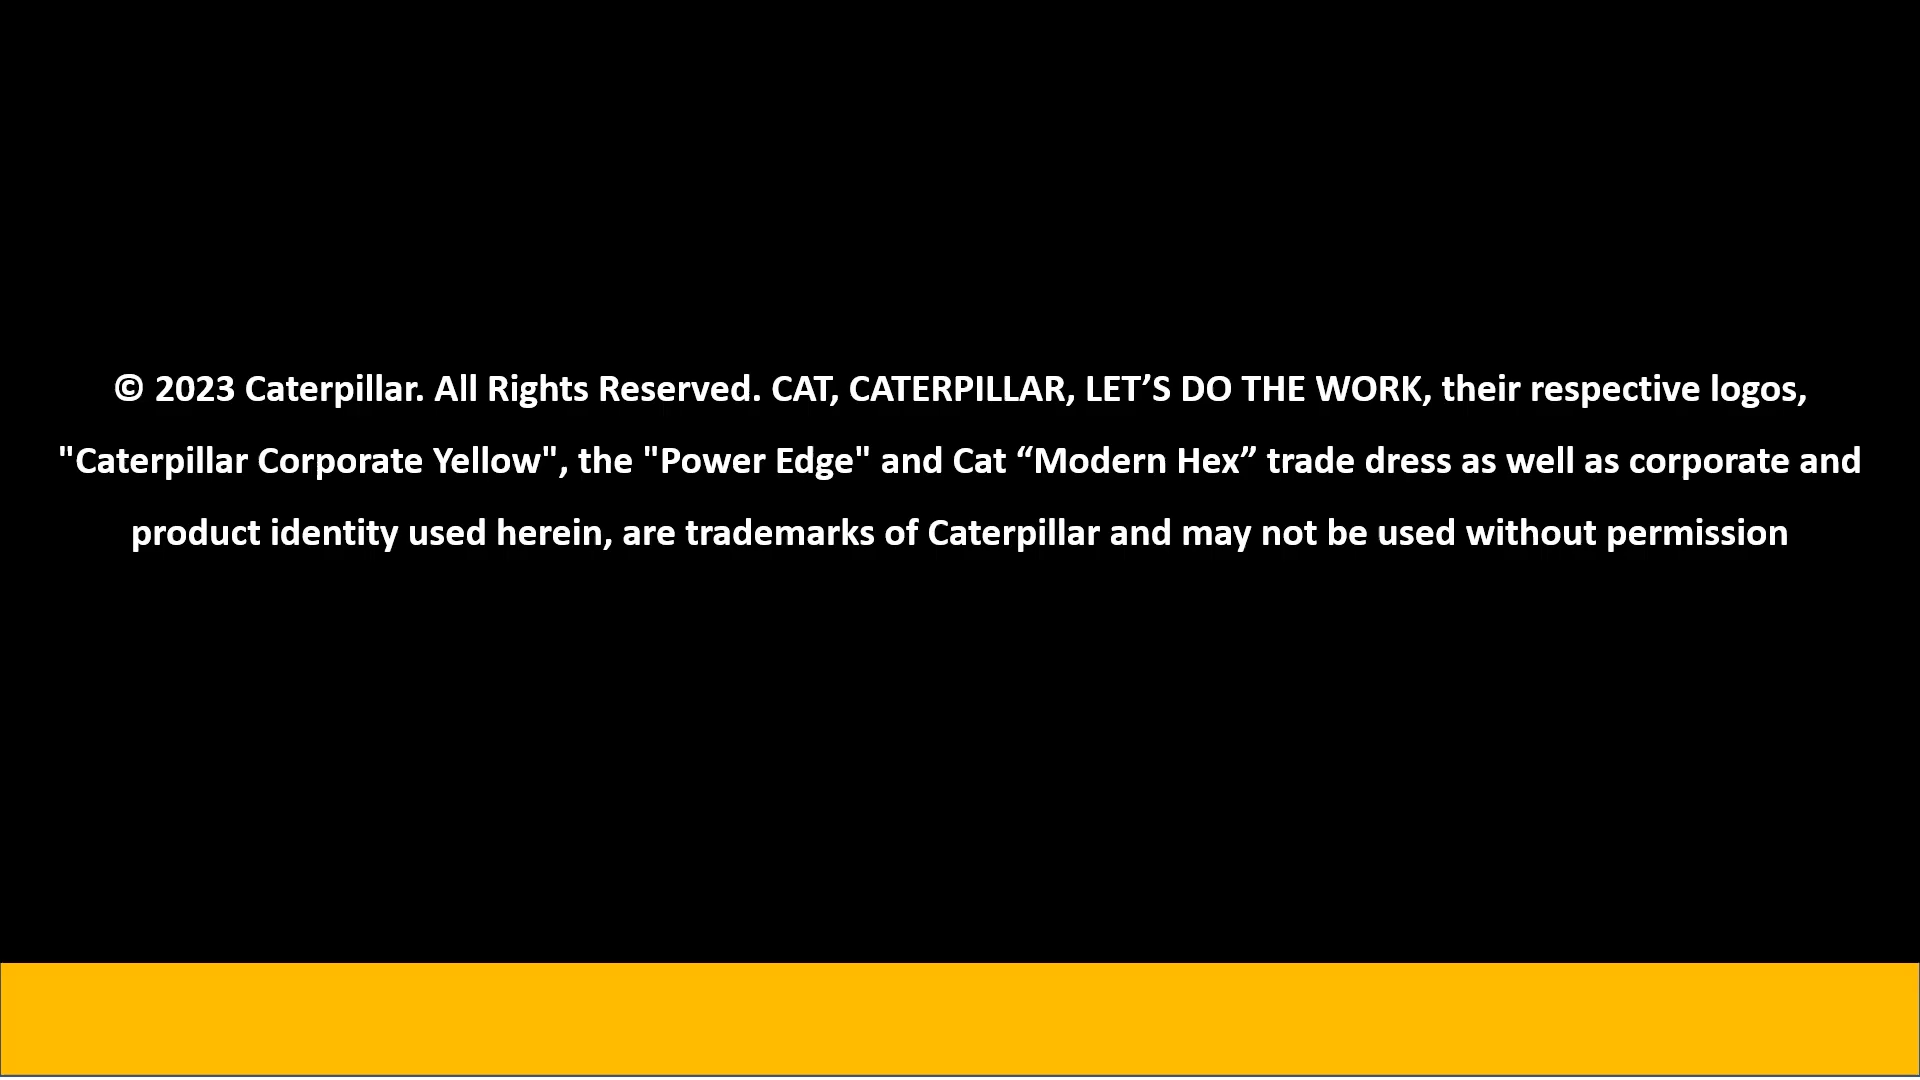 © 2023 Caterpillar. All Rights Reserved. CAT, CATERPILLAR, LET’S DO THE WORK, their respective logos,
"Caterpillar Corporate Yellow", the "Power Edge" and Cat “Modern Hex” trade dress as well as corporate and
product identity used herein, are trademarks of Caterpillar and may not be used without permission